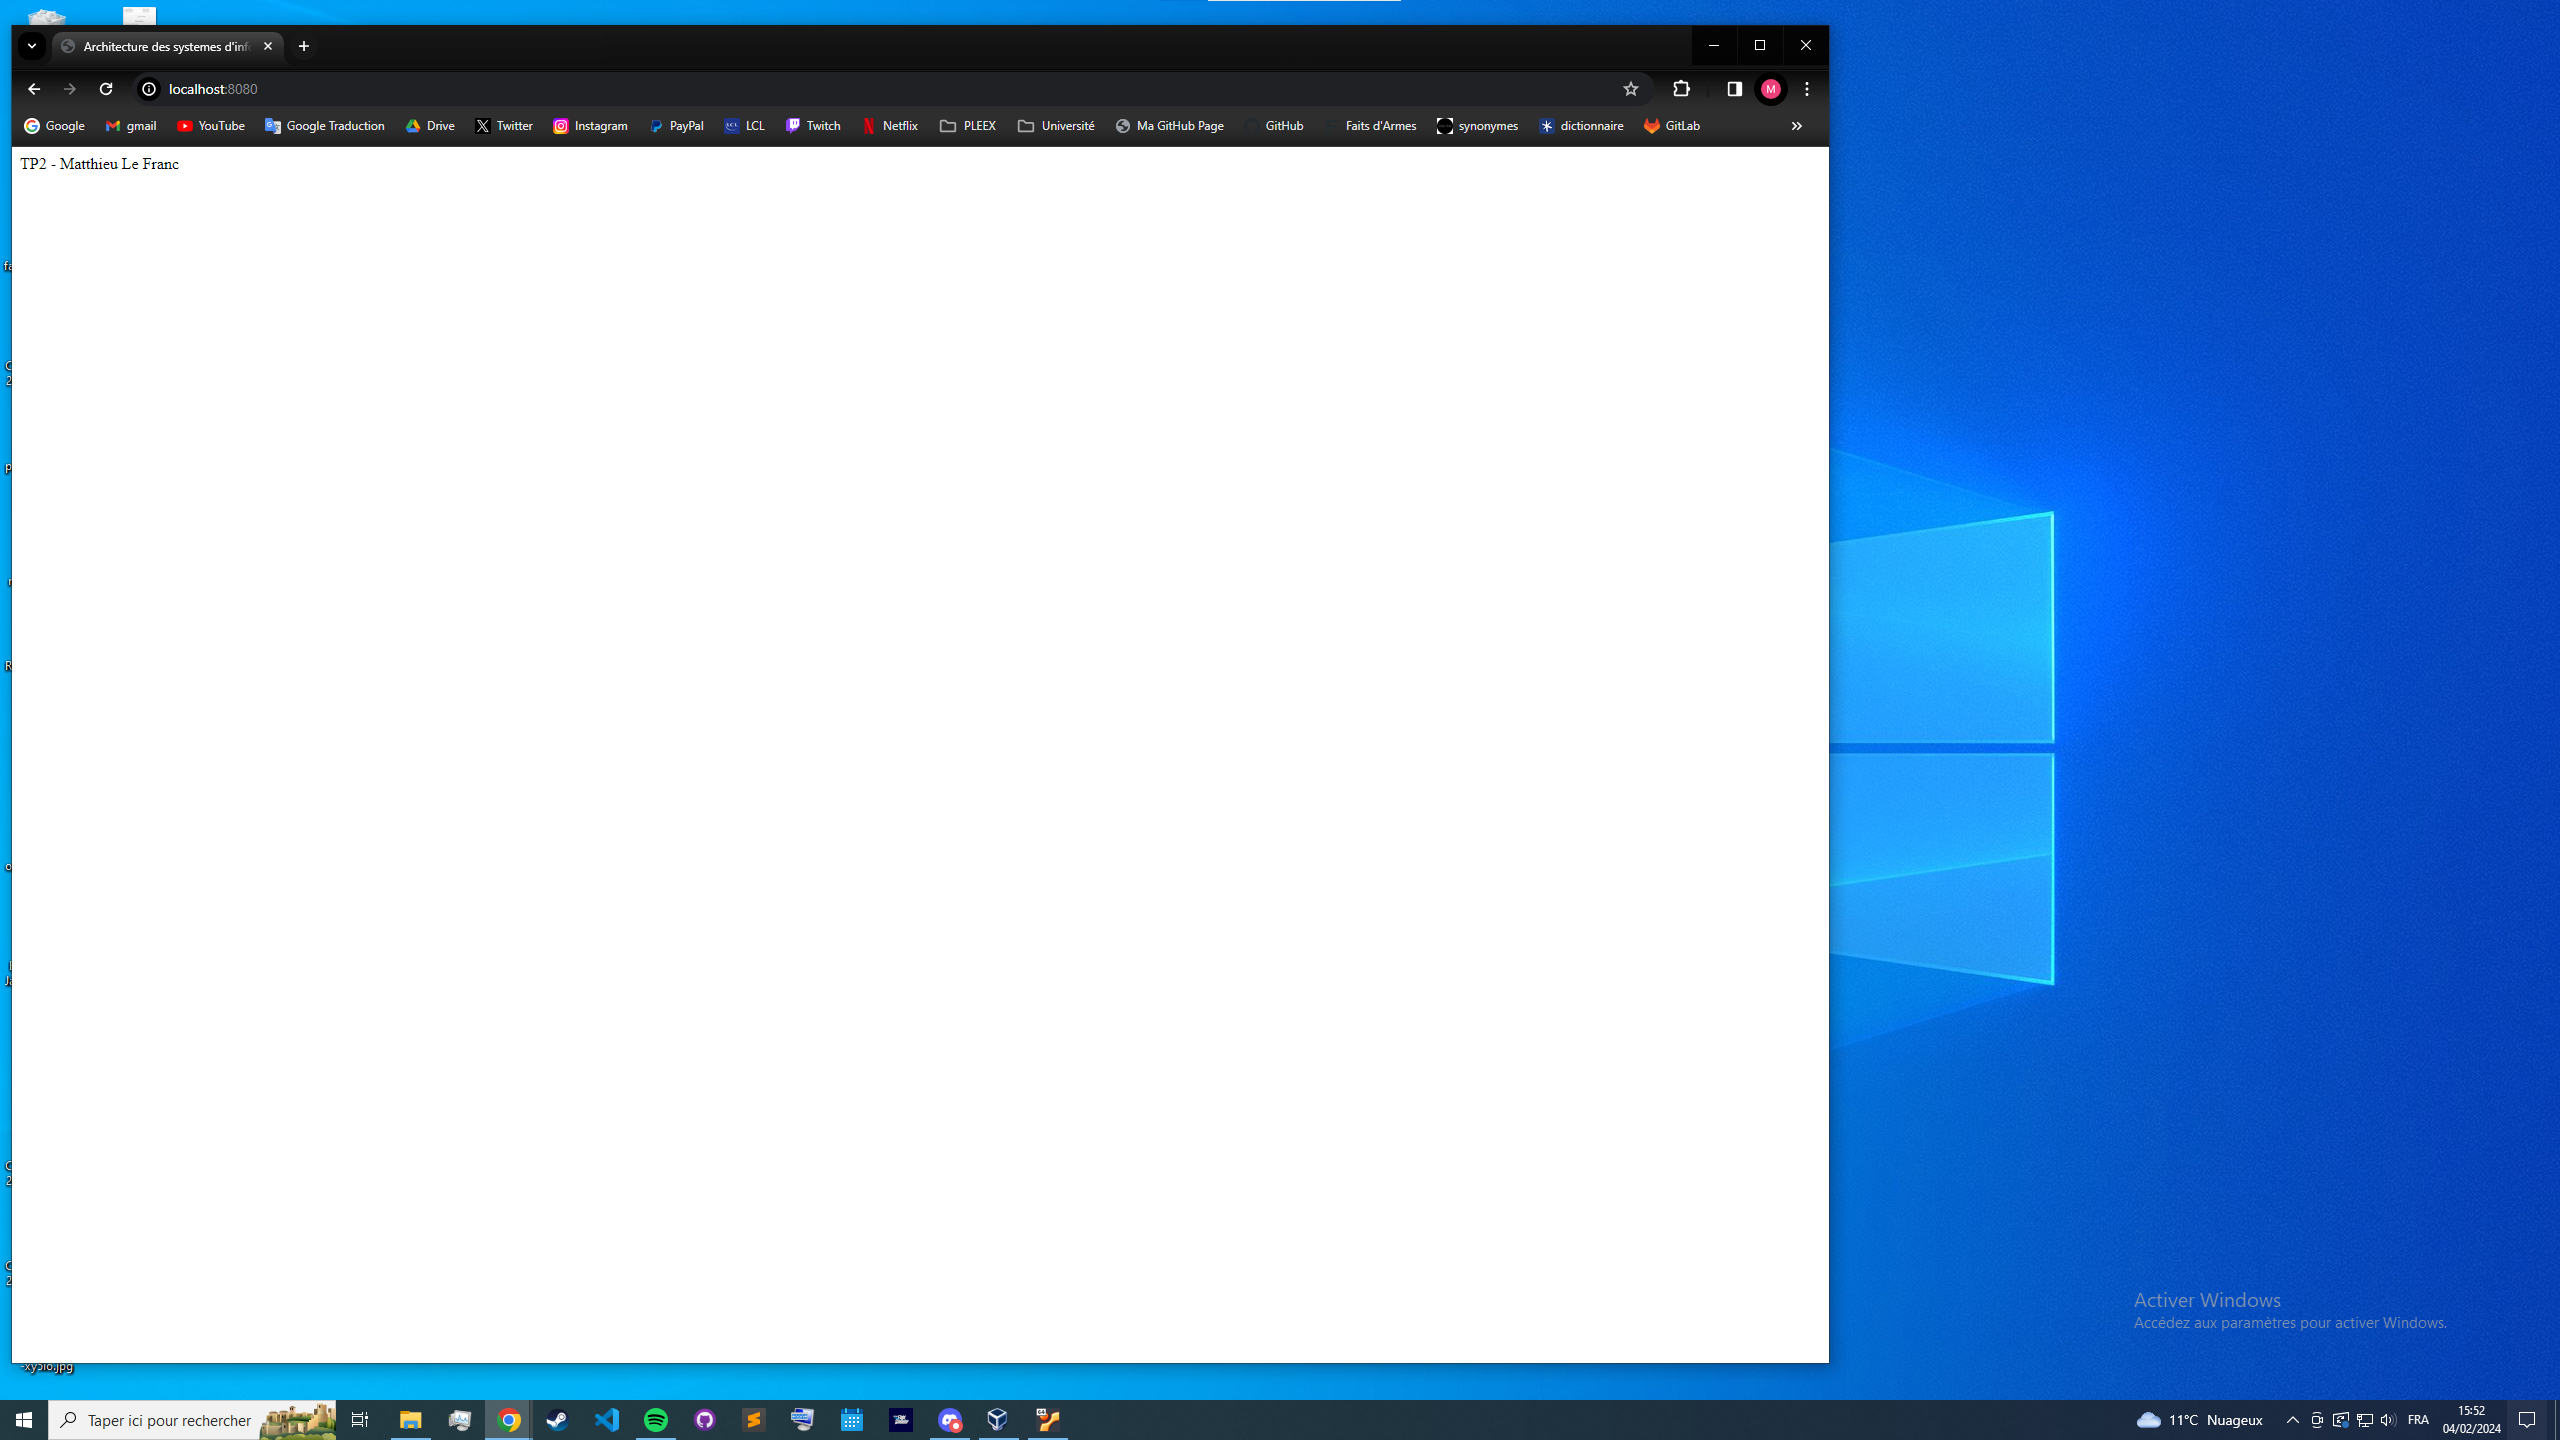 Architecture des systemes d'info
localhost:8080
Google gmail YouTube Google Traduction Drive Twitter Instagram PayPal LCL Twitch Netflix PLEEX Université Ma GitHub Page GitHub Faits d'Armes synonymes dictionnaire GitLab
TP2 - Matthieu Le Franc
-xy5l6.jpg
Activer Windows
Accédez aux paramètres pour activer Windows.
Taper ici pour rechercher
11°C Nuageux
FRA
15:52
04/02/2024